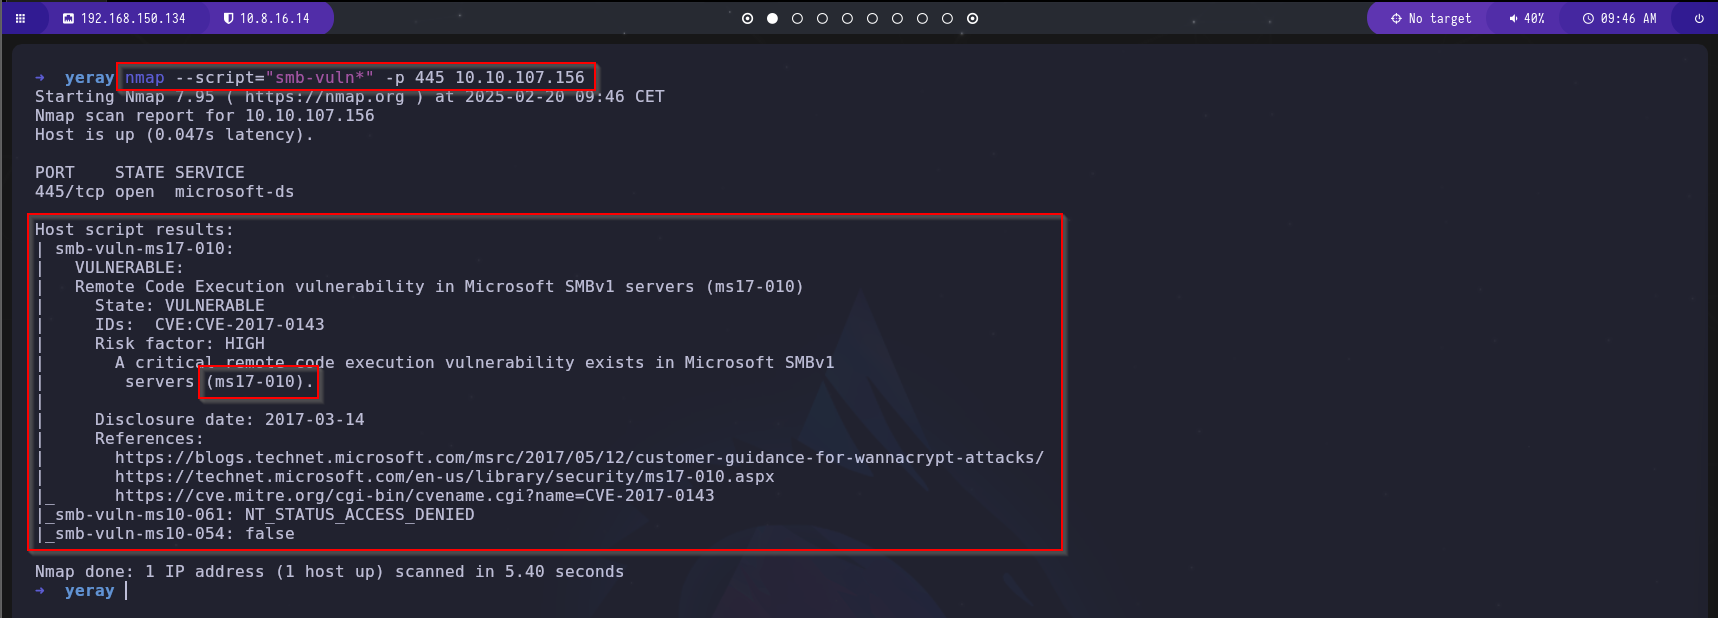 192.168.150.134 10.8.16.14 No target 40% 09:46 AM
→ yeray nmap --script="smb-vuln*" -p 445 10.10.107.156
Starting Nmap 7.95 ( https://nmap.org ) at 2025-02-20 09:46 CET
Nmap scan report for 10.10.107.156
Host is up (0.047s latency).
PORT    STATE SERVICE
445/tcp open  microsoft-ds
Host script results:
| smb-vuln-ms17-010:
|   VULNERABLE:
|   Remote Code Execution vulnerability in Microsoft SMBv1 servers (ms17-010)
|     State: VULNERABLE
|     IDs:  CVE:CVE-2017-0143
|     Risk factor: HIGH
|       A critical remote code execution vulnerability exists in Microsoft SMBv1
|        servers (ms17-010).
|
|     Disclosure date: 2017-03-14
|     References:
|       https://blogs.technet.microsoft.com/msrc/2017/05/12/customer-guidance-for-wannacrypt-attacks/
|       https://technet.microsoft.com/en-us/library/security/ms17-010.aspx
|_      https://cve.mitre.org/cgi-bin/cvename.cgi?name=CVE-2017-0143
|_smb-vuln-ms10-061: NT_STATUS_ACCESS_DENIED
|_smb-vuln-ms10-054: false
Nmap done: 1 IP address (1 host up) scanned in 5.40 seconds
→ yeray